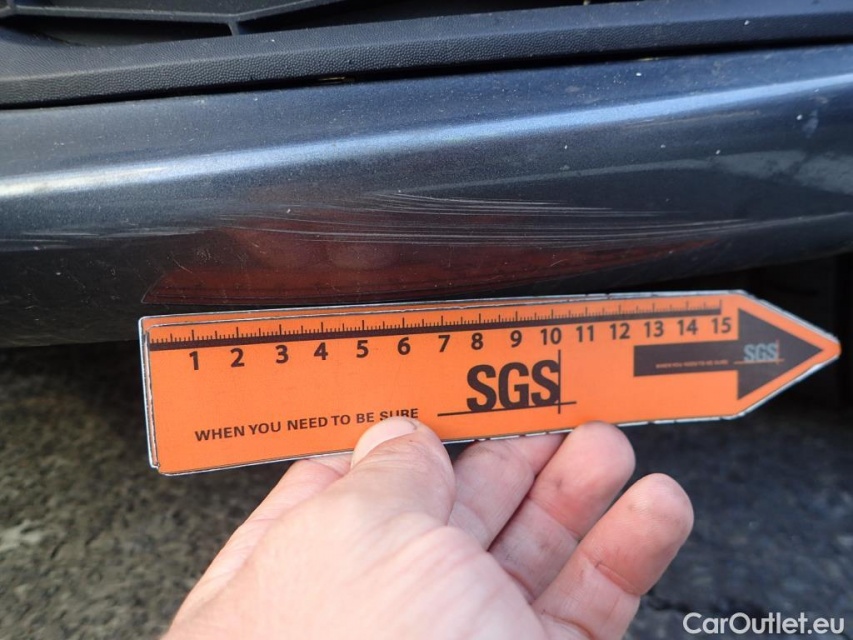 1 2 3 4 5 6 7 8 9 10 11 12 13 14 15
SGS
SGS
WHEN YOU NEED TO BE SURE
CarOutlet.eu